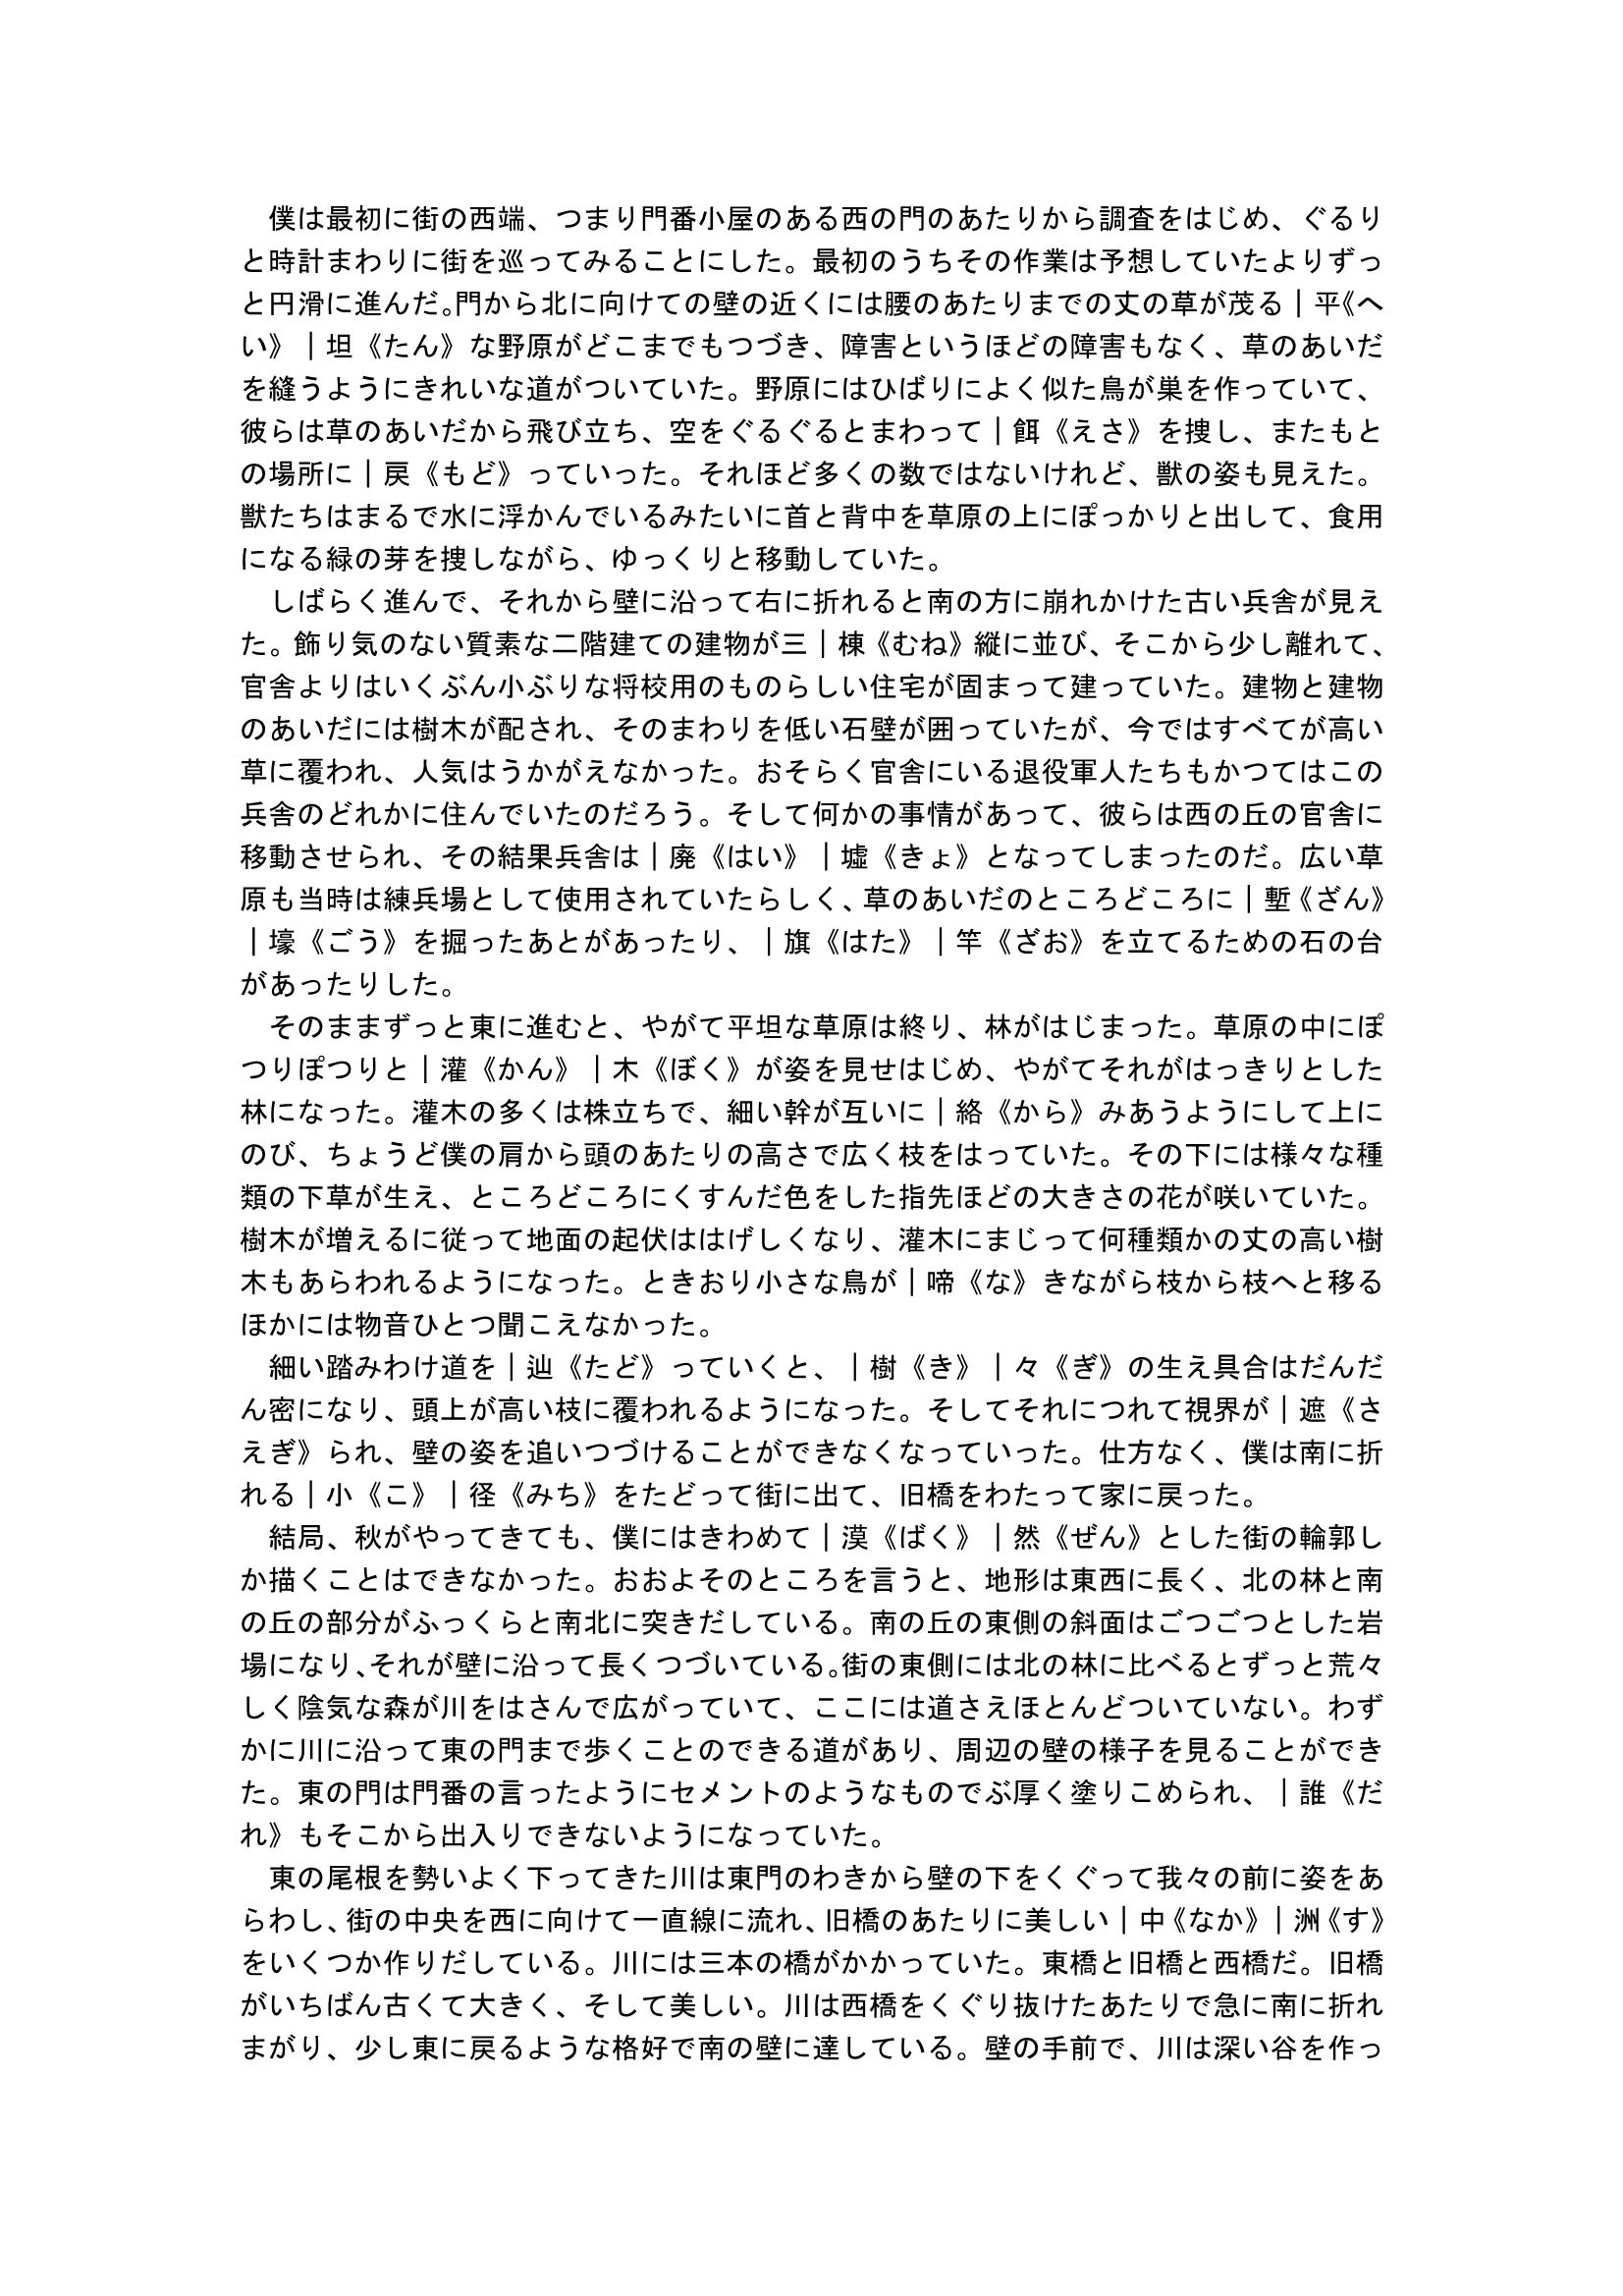 僕は最初に街の西端、つまり門番小屋のある西の門のあたりから調査をはじめ、ぐるり
と時計まわりに街を巡ってみることにした。最初のうちその作業は予想していたよりずっ
と円滑に進んだ。門から北に向けての壁の近くには腰のあたりまでの丈の草が茂る｜平《へ
い》｜坦《たん》な野原がどこまでもつづき、障害というほどの障害もなく、草のあいだ
を縫うようにきれいな道がついていた。野原にはひばりによく似た鳥が巣を作っていて、
彼らは草のあいだから飛び立ち、空をぐるぐるとまわって｜餌《えさ》を捜し、またもと
の場所に｜戻《もど》っていった。それほど多くの数ではないけれど、獣の姿も見えた。
獣たちはまるで水に浮かんでいるみたいに首と背中を草原の上にぽっかりと出して、食用
になる緑の芽を捜しながら、ゆっくりと移動していた。
　しばらく進んで、それから壁に沿って右に折れると南の方に崩れかけた古い兵舎が見え
た。飾り気のない質素な二階建ての建物が三｜棟《むね》縦に並び、そこから少し離れて、
官舎よりはいくぶん小ぶりな将校用のものらしい住宅が固まって建っていた。建物と建物
のあいだには樹木が配され、そのまわりを低い石壁が囲っていたが、今ではすべてが高い
草に覆われ、人気はうかがえなかった。おそらく官舎にいる退役軍人たちもかつてはこの
兵舎のどれかに住んでいたのだろう。そして何かの事情があって、彼らは西の丘の官舎に
移動させられ、その結果兵舎は｜廃《はい》｜墟《きょ》となってしまったのだ。広い草
原も当時は練兵場として使用されていたらしく、草のあいだのところどころに｜塹《ざん》
｜壕《ごう》を掘ったあとがあったり、｜旗《はた》｜竿《ざお》を立てるための石の台
があったりした。
　そのままずっと東に進むと、やがて平坦な草原は終り、林がはじまった。草原の中にぽ
つりぽつりと｜灌《かん》｜木《ぼく》が姿を見せはじめ、やがてそれがはっきりとした
林になった。灌木の多くは株立ちで、細い幹が互いに｜絡《から》みあうようにして上に
のび、ちょうど僕の肩から頭のあたりの高さで広く枝をはっていた。その下には様々な種
類の下草が生え、ところどころにくすんだ色をした指先ほどの大きさの花が咲いていた。
樹木が増えるに従って地面の起伏ははげしくなり、灌木にまじって何種類かの丈の高い樹
木もあらわれるようになった。ときおり小さな鳥が｜啼《な》きながら枝から枝へと移る
ほかには物音ひとつ聞こえなかった。
　細い踏みわけ道を｜辿《たど》っていくと、｜樹《き》｜々《ぎ》の生え具合はだんだ
ん密になり、頭上が高い枝に覆われるようになった。そしてそれにつれて視界が｜遮《さ
えぎ》られ、壁の姿を追いつづけることができなくなっていった。仕方なく、僕は南に折
れる｜小《こ》｜径《みち》をたどって街に出て、旧橋をわたって家に戻った。
　結局、秋がやってきても、僕にはきわめて｜漠《ばく》｜然《ぜん》とした街の輪郭し
か描くことはできなかった。おおよそのところを言うと、地形は東西に長く、北の林と南
の丘の部分がふっくらと南北に突きだしている。南の丘の東側の斜面はごつごつとした岩
場になり、それが壁に沿って長くつづいている。街の東側には北の林に比べるとずっと荒々
しく陰気な森が川をはさんで広がっていて、ここには道さえほとんどついていない。わず
かに川に沿って東の門まで歩くことのできる道があり、周辺の壁の様子を見ることができ
た。東の門は門番の言ったようにセメントのようなものでぶ厚く塗りこめられ、｜誰《だ
れ》もそこから出入りできないようになっていた。
　東の尾根を勢いよく下ってきた川は東門のわきから壁の下をくぐって我々の前に姿をあ
らわし、街の中央を西に向けて一直線に流れ、旧橋のあたりに美しい｜中《なか》｜洲《す》
をいくつか作りだしている。川には三本の橋がかかっていた。東橋と旧橋と西橋だ。旧橋
がいちばん古くて大きく、そして美しい。川は西橋をくぐり抜けたあたりで急に南に折れ
まがり、少し東に戻るような格好で南の壁に達している。壁の手前で、川は深い谷を作っ